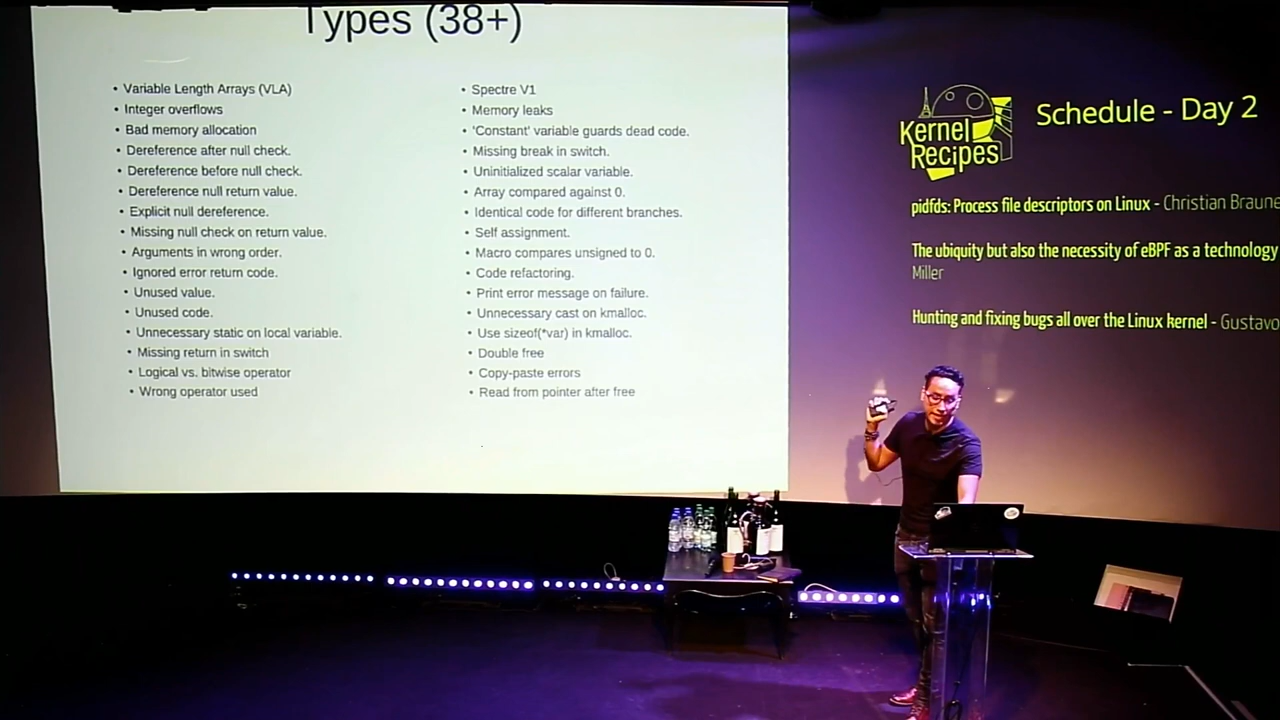 Types (38+)
• Variable Length Arrays (VLA)
• Integer overflows
• Bad memory allocation
• Dereference after null check.
• Dereference before null check.
• Dereference null return value.
• Explicit null dereference.
• Missing null check on return value.
• Arguments in wrong order.
• Ignored error return code.
• Unused value.
• Unused code.
• Unnecessary static on local variable.
• Missing return in switch
• Logical vs. bitwise operator
• Wrong operator used
• Spectre V1
• Memory leaks
• 'Constant' variable guards dead code.
• Missing break in switch.
• Uninitialized scalar variable.
• Array compared against 0.
• Identical code for different branches.
• Self assignment.
• Macro compares unsigned to 0.
• Code refactoring.
• Print error message on failure.
• Unnecessary cast on kmalloc.
• Use sizeof(*var) in kmalloc.
• Double free
• Copy-paste errors
• Read from pointer after free
Kernel
Recipes
Schedule - Day 2
pidfds: Process file descriptors on Linux - Christian Braune
The ubiquity but also the necessity of eBPF as a technology
Miller
Hunting and fixing bugs all over the Linux kernel - Gustavo